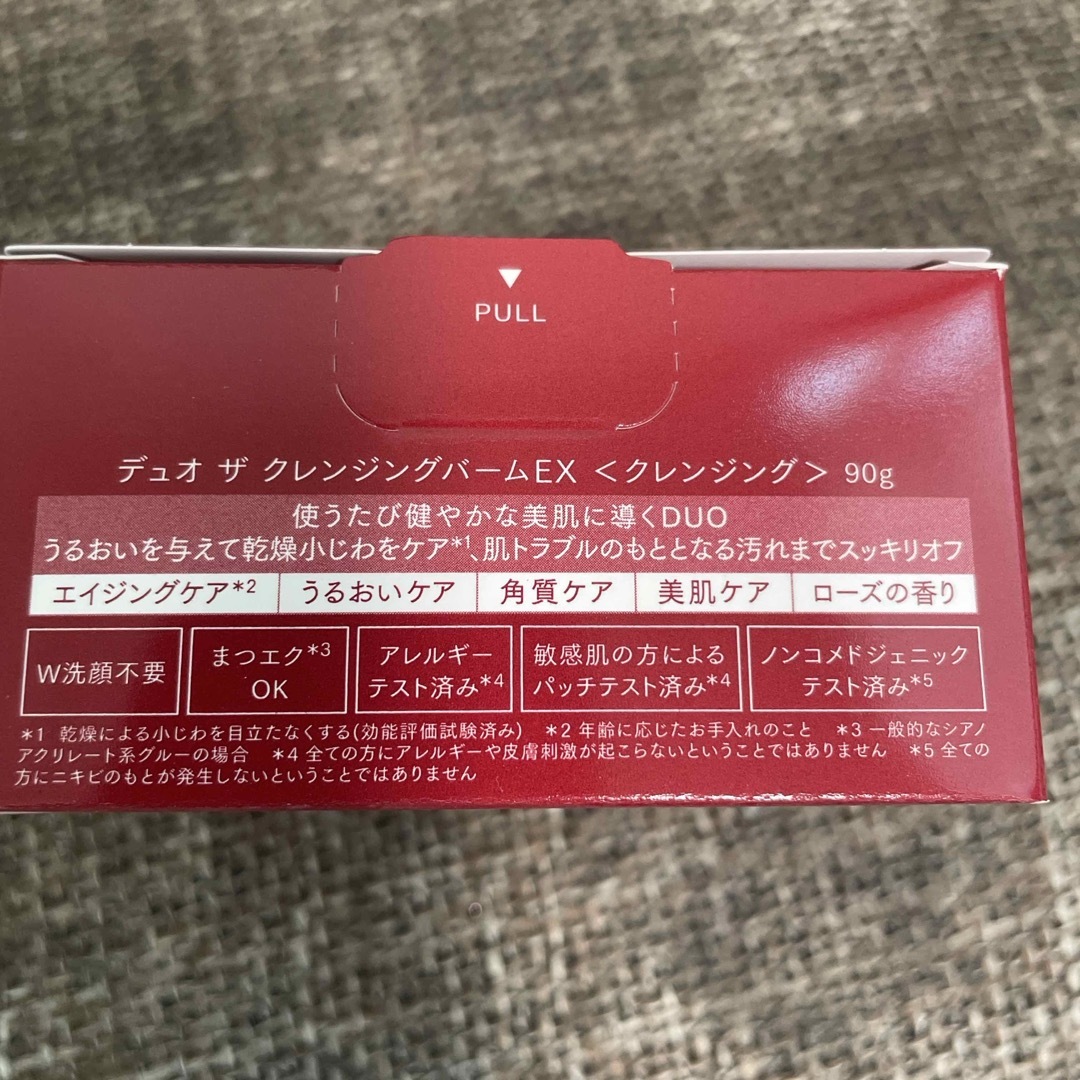 PULL
デュオ ザ クレンジングバームEX ＜クレンジング＞ 90g
使うたび健やかな美肌に導くDUO
うるおいを与えて乾燥小じわをケア*1、肌トラブルのもととなる汚れまでスッキリオフ
エイジングケア*2 うるおいケア 角質ケア 美肌ケア ローズの香り
W洗顔不要
まつエク*3
OK
アレルギー
テスト済み*4
敏感肌の方による
パッチテスト済み*4
ノンコメドジェニック
テスト済み*5
*1 乾燥による小じわを目立たなくする(効能評価試験済み) *2 年齢に応じたお手入れのこと *3 一般的なシアノ
アクリレート系グルーの場合 *4 全ての方にアレルギーや皮膚刺激が起こらないということではありません *5 全ての
方にニキビのもとが発生しないということではありません